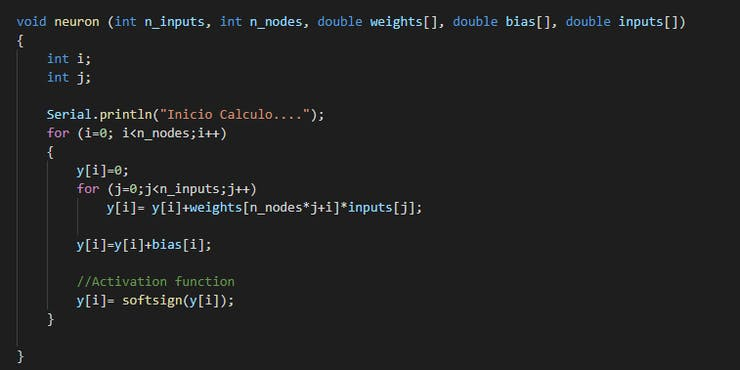 void neuron (int n_inputs, int n_nodes, double weights[], double bias[], double inputs[])
{
    int i;
    int j;

    Serial.println("Inicio Calculo....");
    for (i=0; i<n_nodes;i++)
    {
        y[i]=0;
        for (j=0;j<n_inputs;j++)
            y[i]= y[i]+weights[n_nodes*j+i]*inputs[j];

        y[i]=y[i]+bias[i];

        //Activation function
        y[i]= softsign(y[i]);
    }

}